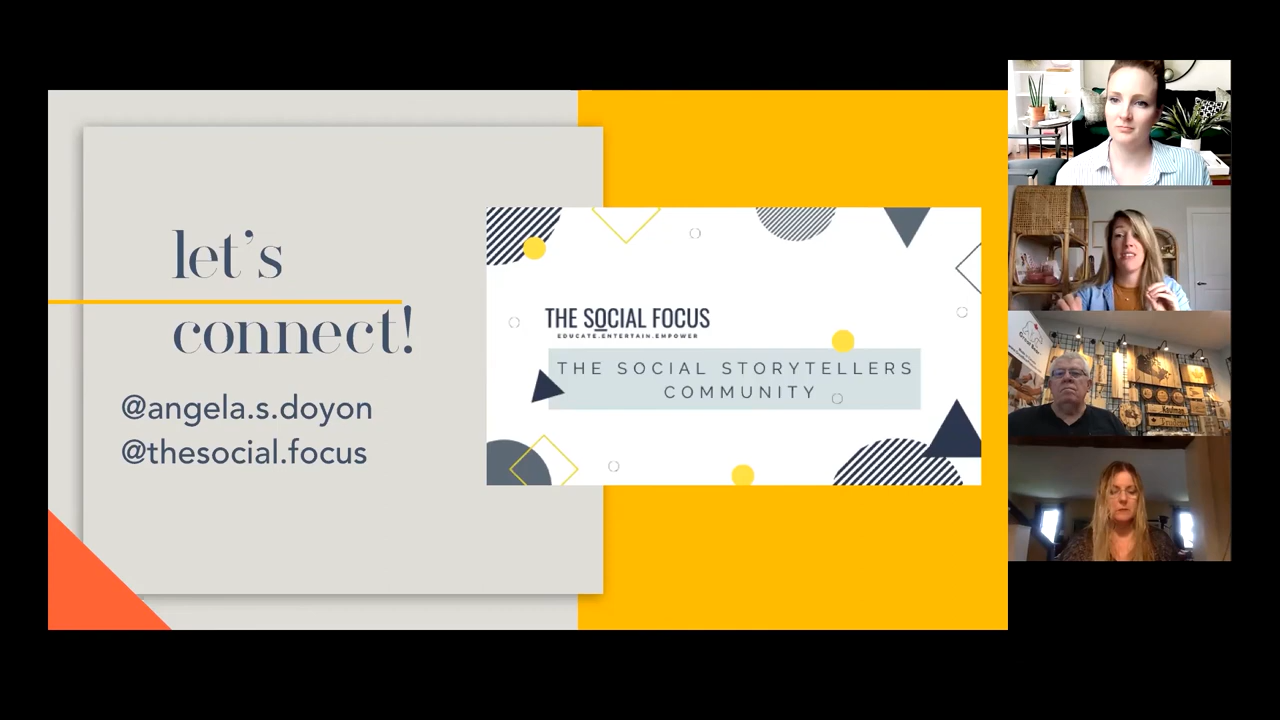 let's
connect!
@angela.s.doyon
@thesocial.focus
THE SOCIAL FOCUS
EDUCATE.ENTERTAIN.EMPOWER
THE SOCIAL STORYTELLERS
COMMUNITY